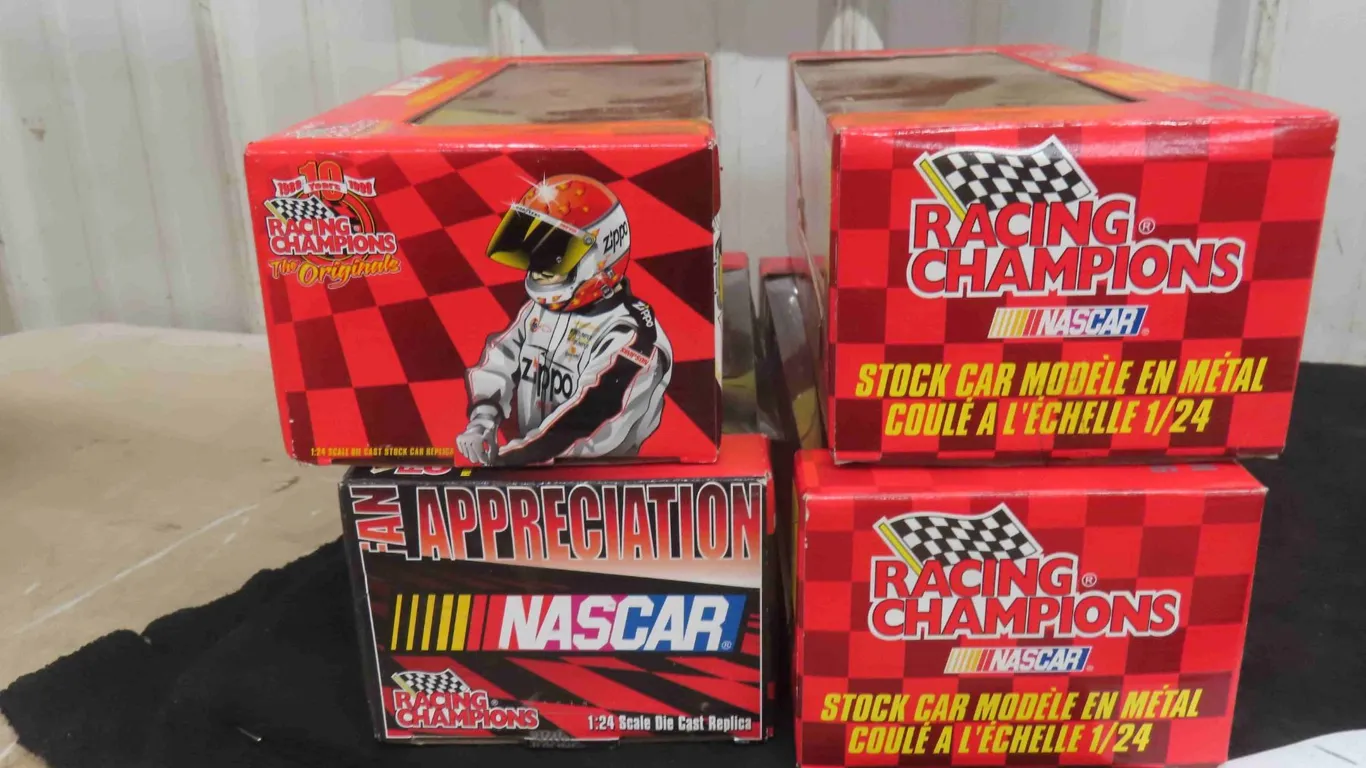 1989 10 YEARS 1999
RACING
CHAMPIONS
The Originals
zippo
zippo
SIMPSON
zippo
1:24 SCALE DIE CAST STOCK CAR REPLICA
RACING®
CHAMPIONS
NASCAR
STOCK CAR MODÈLE EN MÉTAL
COULÉ A L'ÉCHELLE 1/24
FAN APPRECIATION
NASCAR®
RACING®
CHAMPIONS
1:24 Scale Die Cast Replica
RACING®
CHAMPIONS
NASCAR
STOCK CAR MODÈLE EN MÉTAL
COULÉ A L'ÉCHELLE 1/24